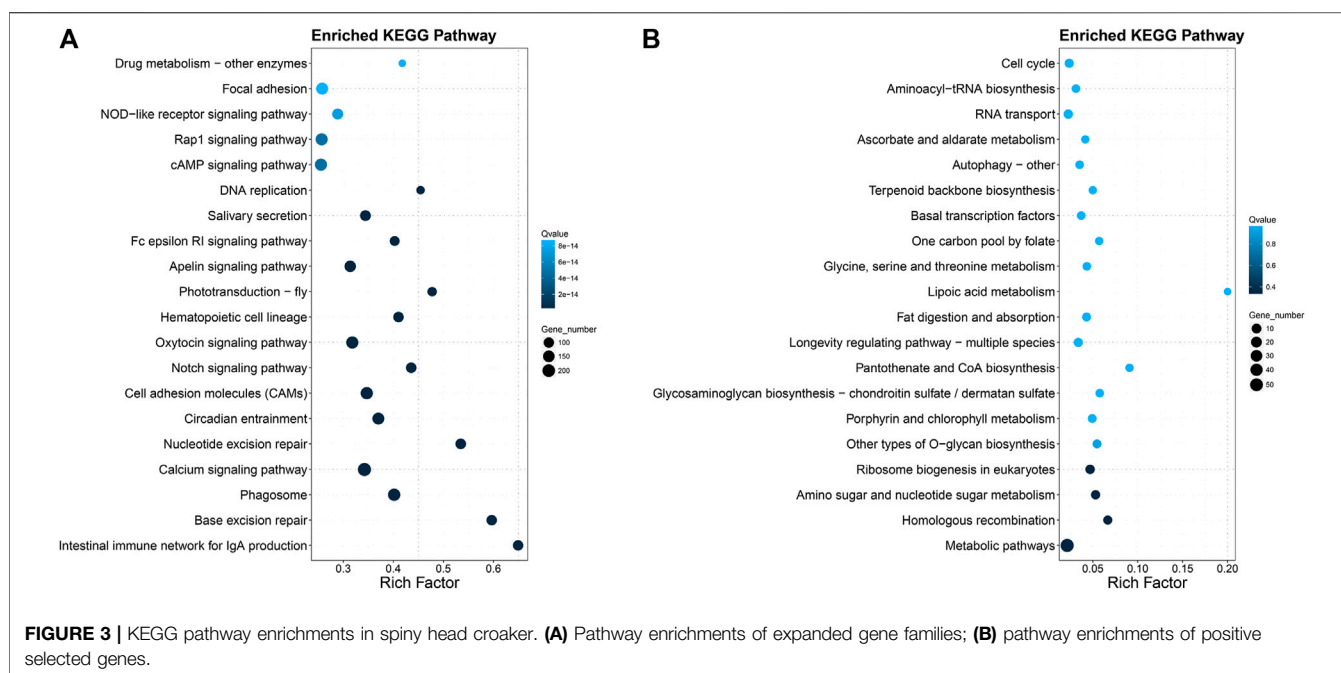 A
Enriched KEGG Pathway
Drug metabolism − other enzymes
Focal adhesion
NOD−like receptor signaling pathway
Rap1 signaling pathway
cAMP signaling pathway
DNA replication
Salivary secretion
Fc epsilon RI signaling pathway
Apelin signaling pathway
Phototransduction − fly
Hematopoietic cell lineage
Oxytocin signaling pathway
Notch signaling pathway
Cell adhesion molecules (CAMs)
Circadian entrainment
Nucleotide excision repair
Calcium signaling pathway
Phagosome
Base excision repair
Intestinal immune network for IgA production
0.3 0.4 0.5 0.6
Rich Factor
Qvalue
8e−14
6e−14
4e−14
2e−14
Gene_number
100
150
200
B
Enriched KEGG Pathway
Cell cycle
Aminoacyl−tRNA biosynthesis
RNA transport
Ascorbate and aldarate metabolism
Autophagy − other
Terpenoid backbone biosynthesis
Basal transcription factors
One carbon pool by folate
Glycine, serine and threonine metabolism
Lipoic acid metabolism
Fat digestion and absorption
Longevity regulating pathway − multiple species
Pantothenate and CoA biosynthesis
Glycosaminoglycan biosynthesis − chondroitin sulfate / dermatan sulfate
Porphyrin and chlorophyll metabolism
Other types of O−glycan biosynthesis
Ribosome biogenesis in eukaryotes
Amino sugar and nucleotide sugar metabolism
Homologous recombination
Metabolic pathways
0.05 0.10 0.15 0.20
Rich Factor
Qvalue
0.8
0.6
0.4
Gene_number
10
20
30
40
50
FIGURE 3 | KEGG pathway enrichments in spiny head croaker. (A) Pathway enrichments of expanded gene families; (B) pathway enrichments of positive
selected genes.